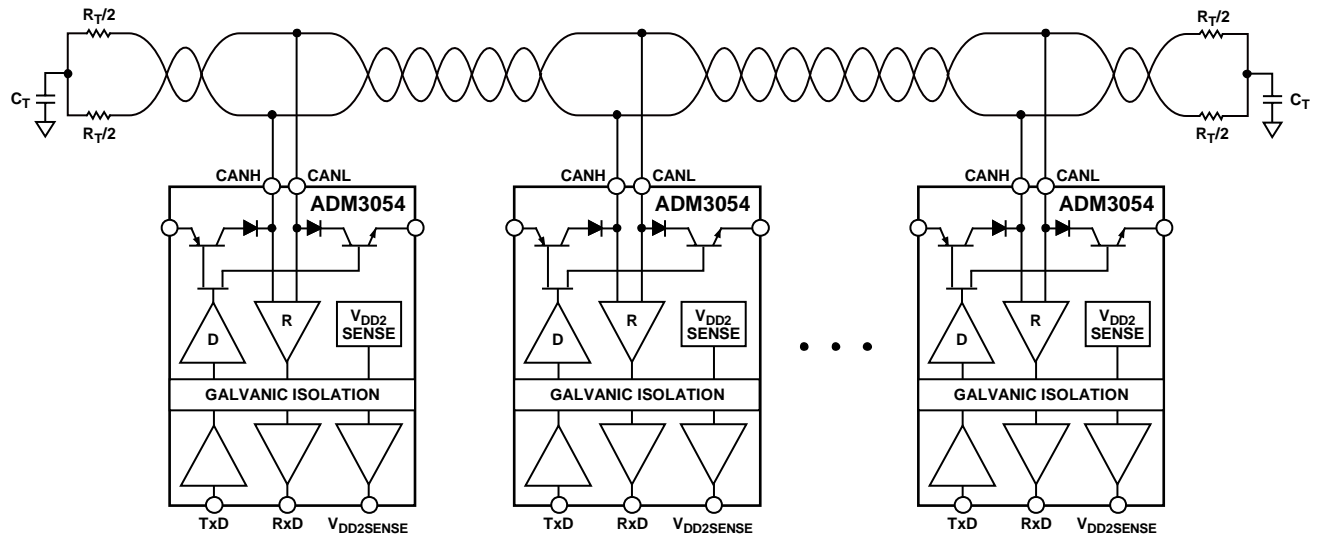 RT/2
RT/2
CT
RT/2
RT/2
CT
CANH
CANL
ADM3054
D
R
VDD2
SENSE
GALVANIC ISOLATION
TxD
RxD
VDD2SENSE
CANH
CANL
ADM3054
D
R
VDD2
SENSE
GALVANIC ISOLATION
TxD
RxD
VDD2SENSE
CANH
CANL
ADM3054
D
R
VDD2
SENSE
GALVANIC ISOLATION
TxD
RxD
VDD2SENSE